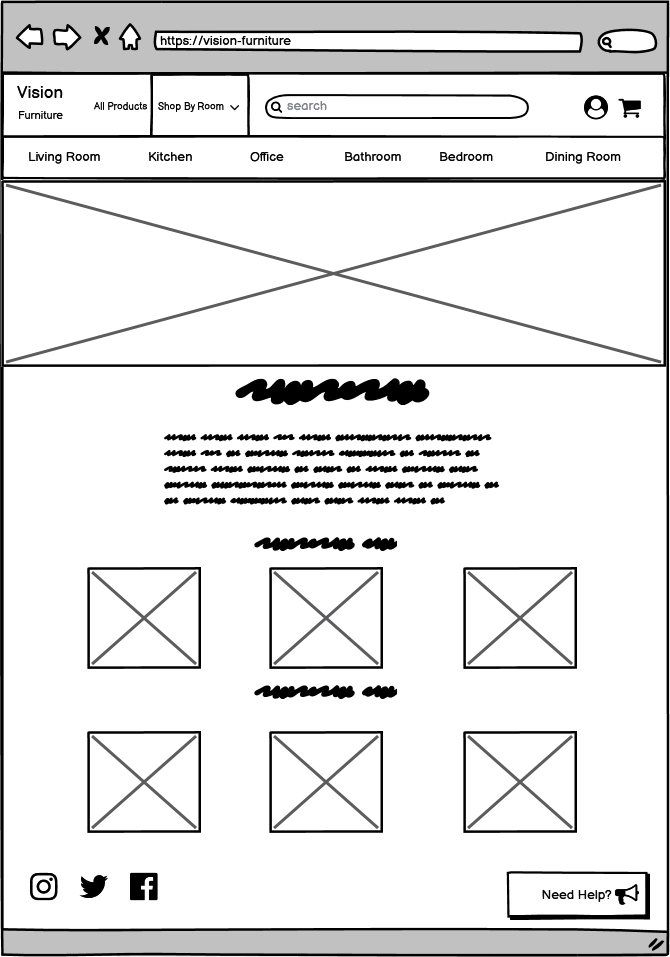 https://vision-furniture
Vision
Furniture
All Products
Shop By Room
search
Living Room Kitchen Office Bathroom Bedroom Dining Room
Need Help?